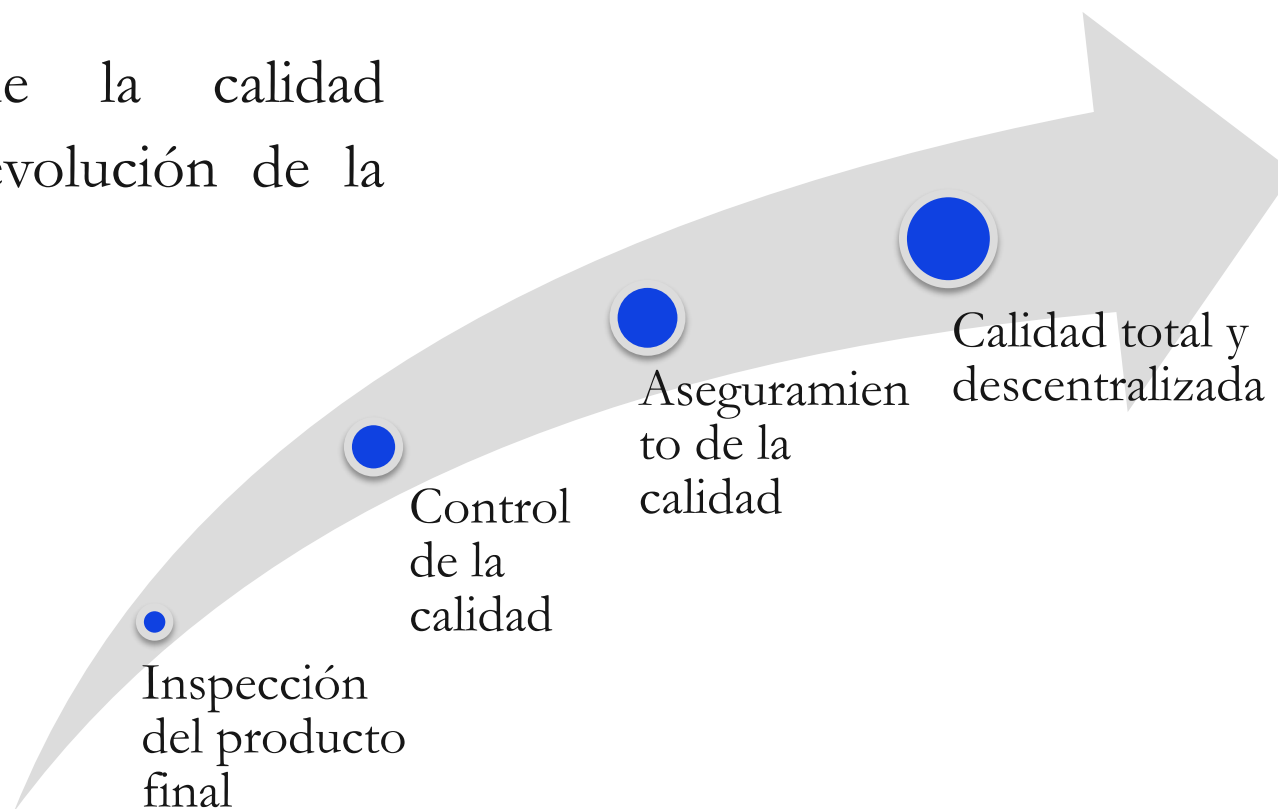 la calidad
evolución de la
Calidad total y
descentralizada
Aseguramien
to de la
calidad
Control
de la
calidad
Inspección
del producto
final